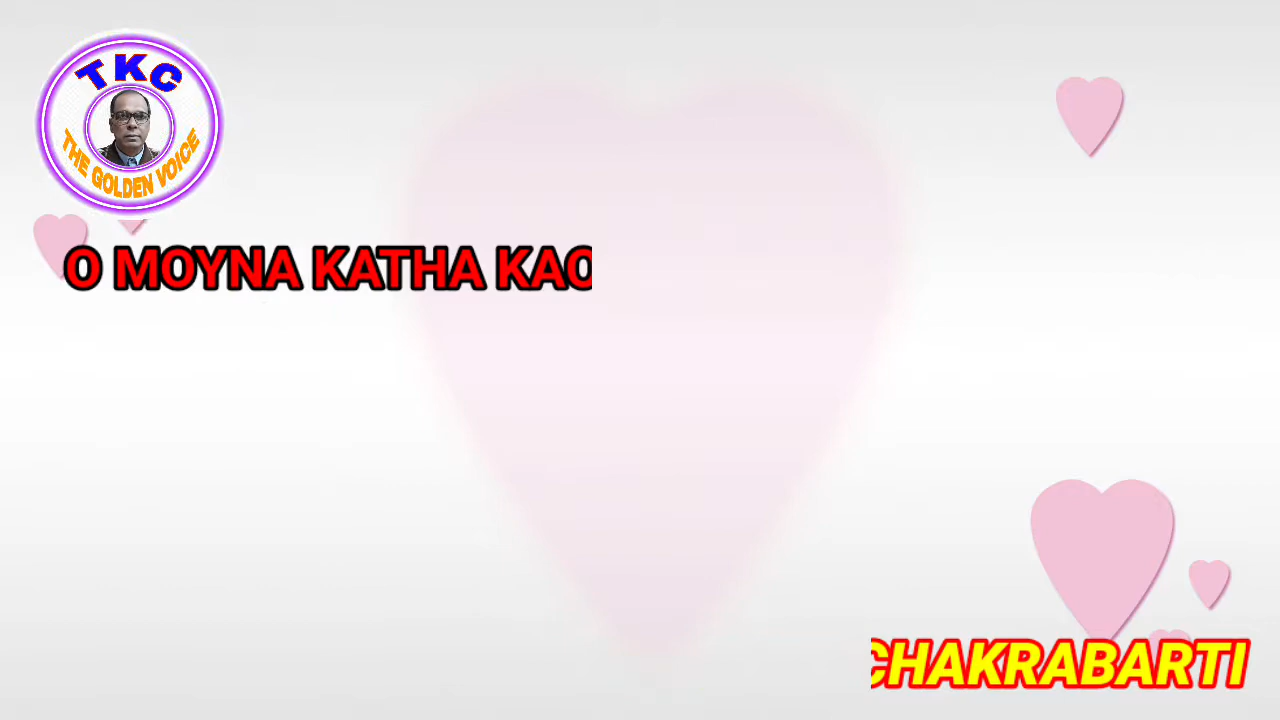 TKC
THE GOLDEN VOICE
O MOYNA KATHA KAO
CHAKRABARTI